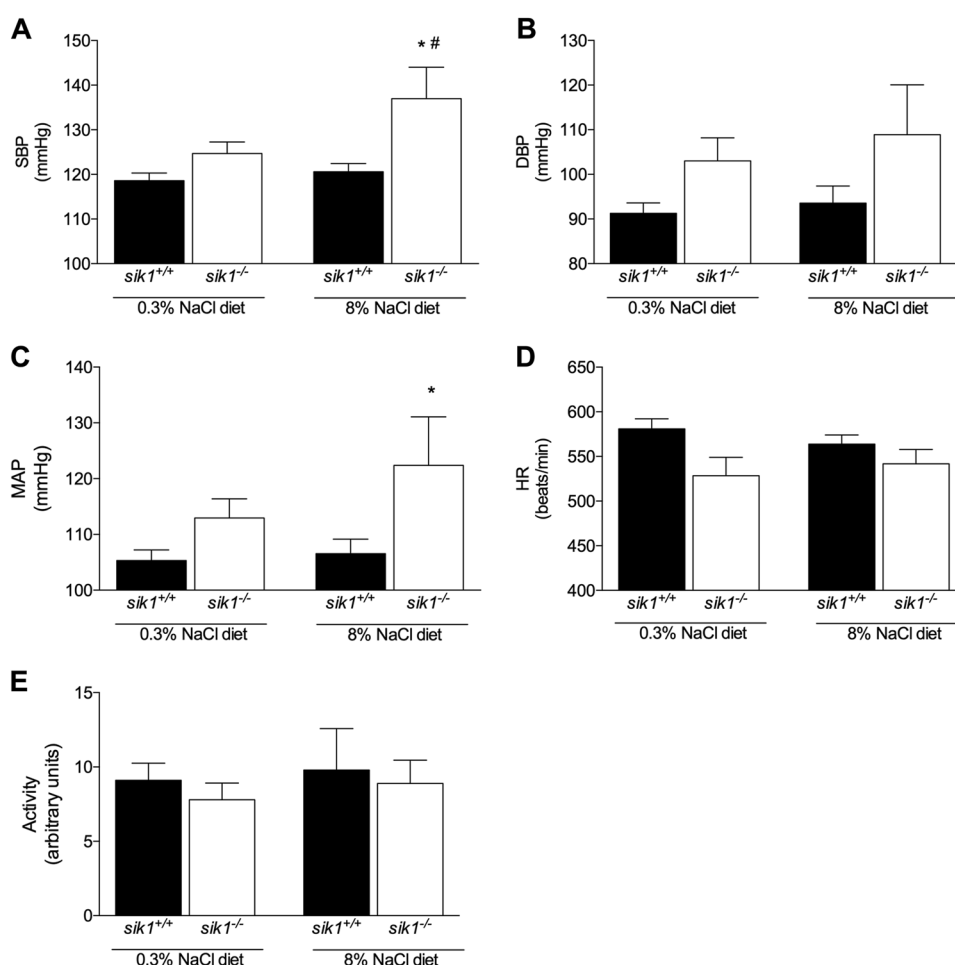 A
150
140
130
120
110
100
SBP
(mmHg)
* #
sik1+/+ sik1-/- sik1+/+ sik1-/-
0.3% NaCl diet 8% NaCl diet
B
130
120
110
100
90
80
DBP
(mmHg)
sik1+/+ sik1-/- sik1+/+ sik1-/-
0.3% NaCl diet 8% NaCl diet
C
140
130
120
110
100
MAP
(mmHg)
*
sik1+/+ sik1-/- sik1+/+ sik1-/-
0.3% NaCl diet 8% NaCl diet
D
650
600
550
500
450
400
HR
(beats/min)
sik1+/+ sik1-/- sik1+/+ sik1-/-
0.3% NaCl diet 8% NaCl diet
E
15
10
5
0
Activity
(arbitrary units)
sik1+/+ sik1-/- sik1+/+ sik1-/-
0.3% NaCl diet 8% NaCl diet